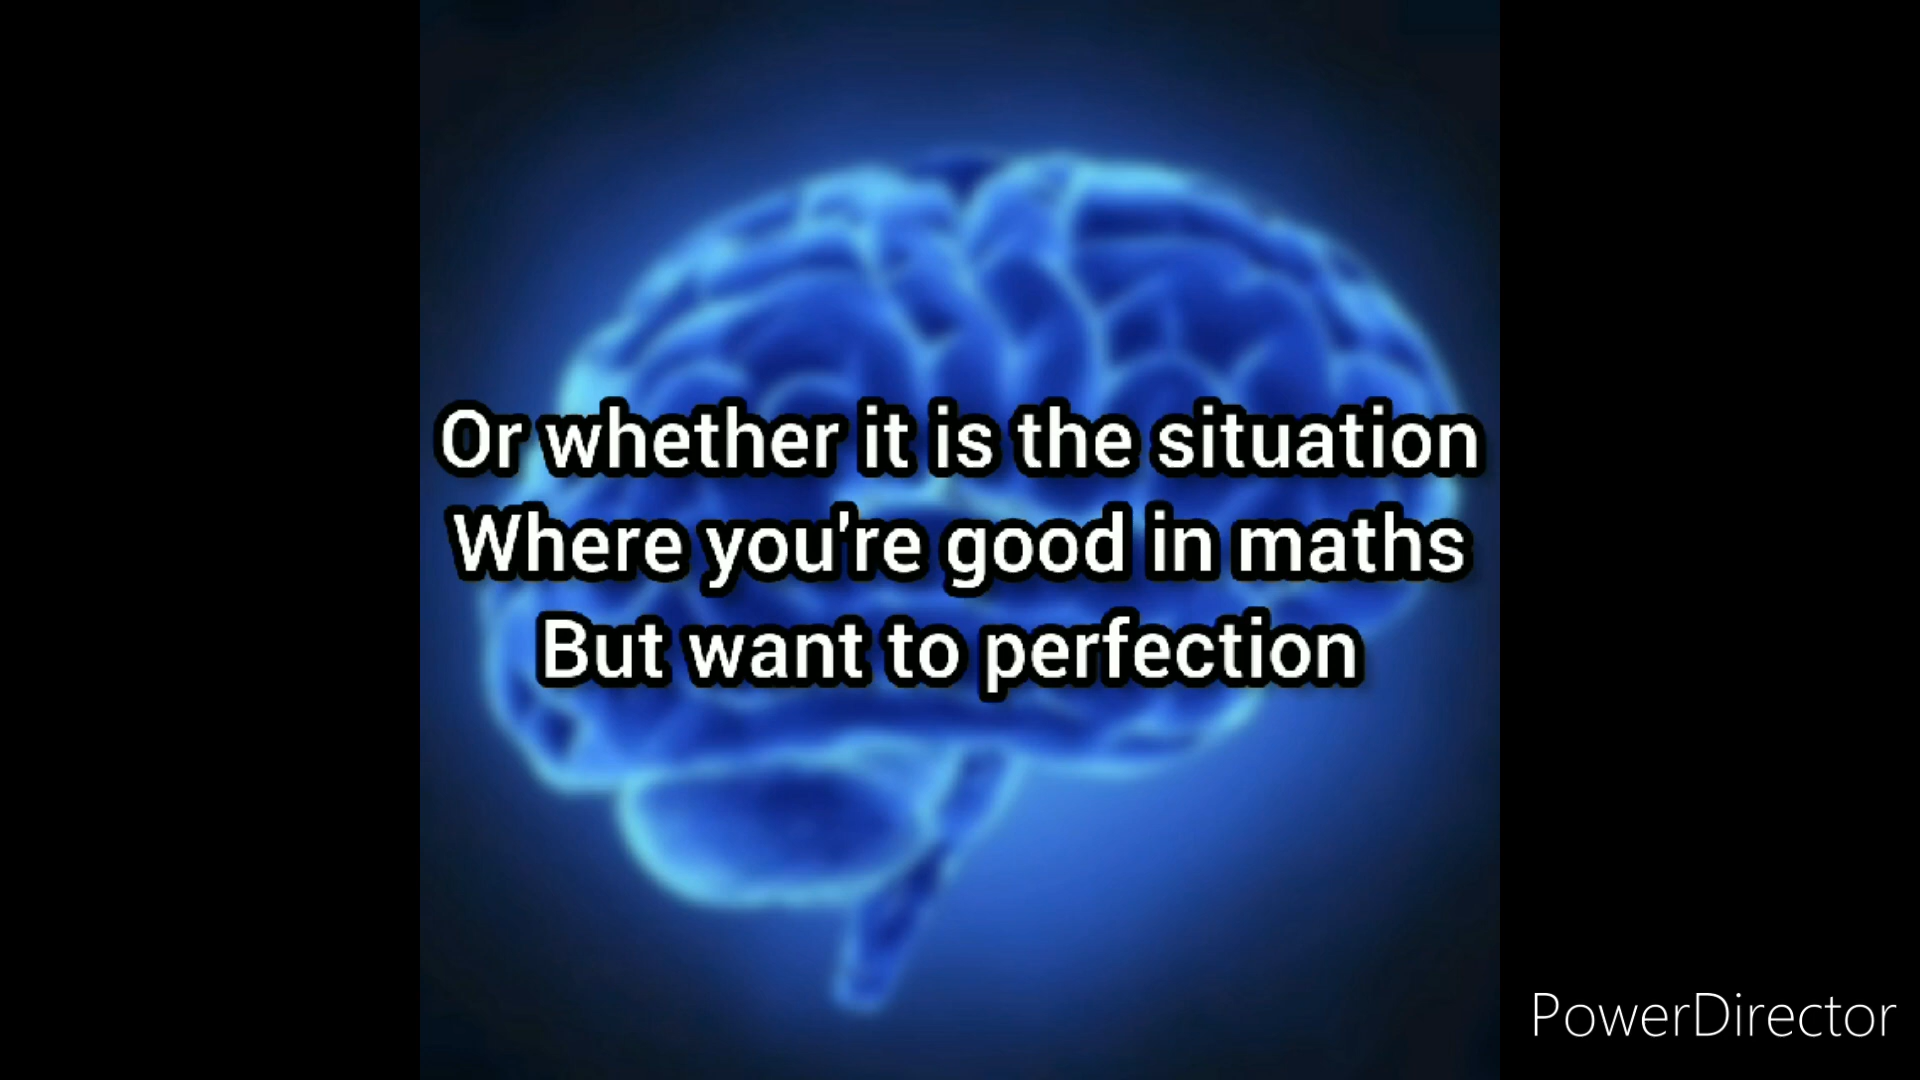 Or whether it is the situation
Where you're good in maths
But want to perfection
PowerDirector